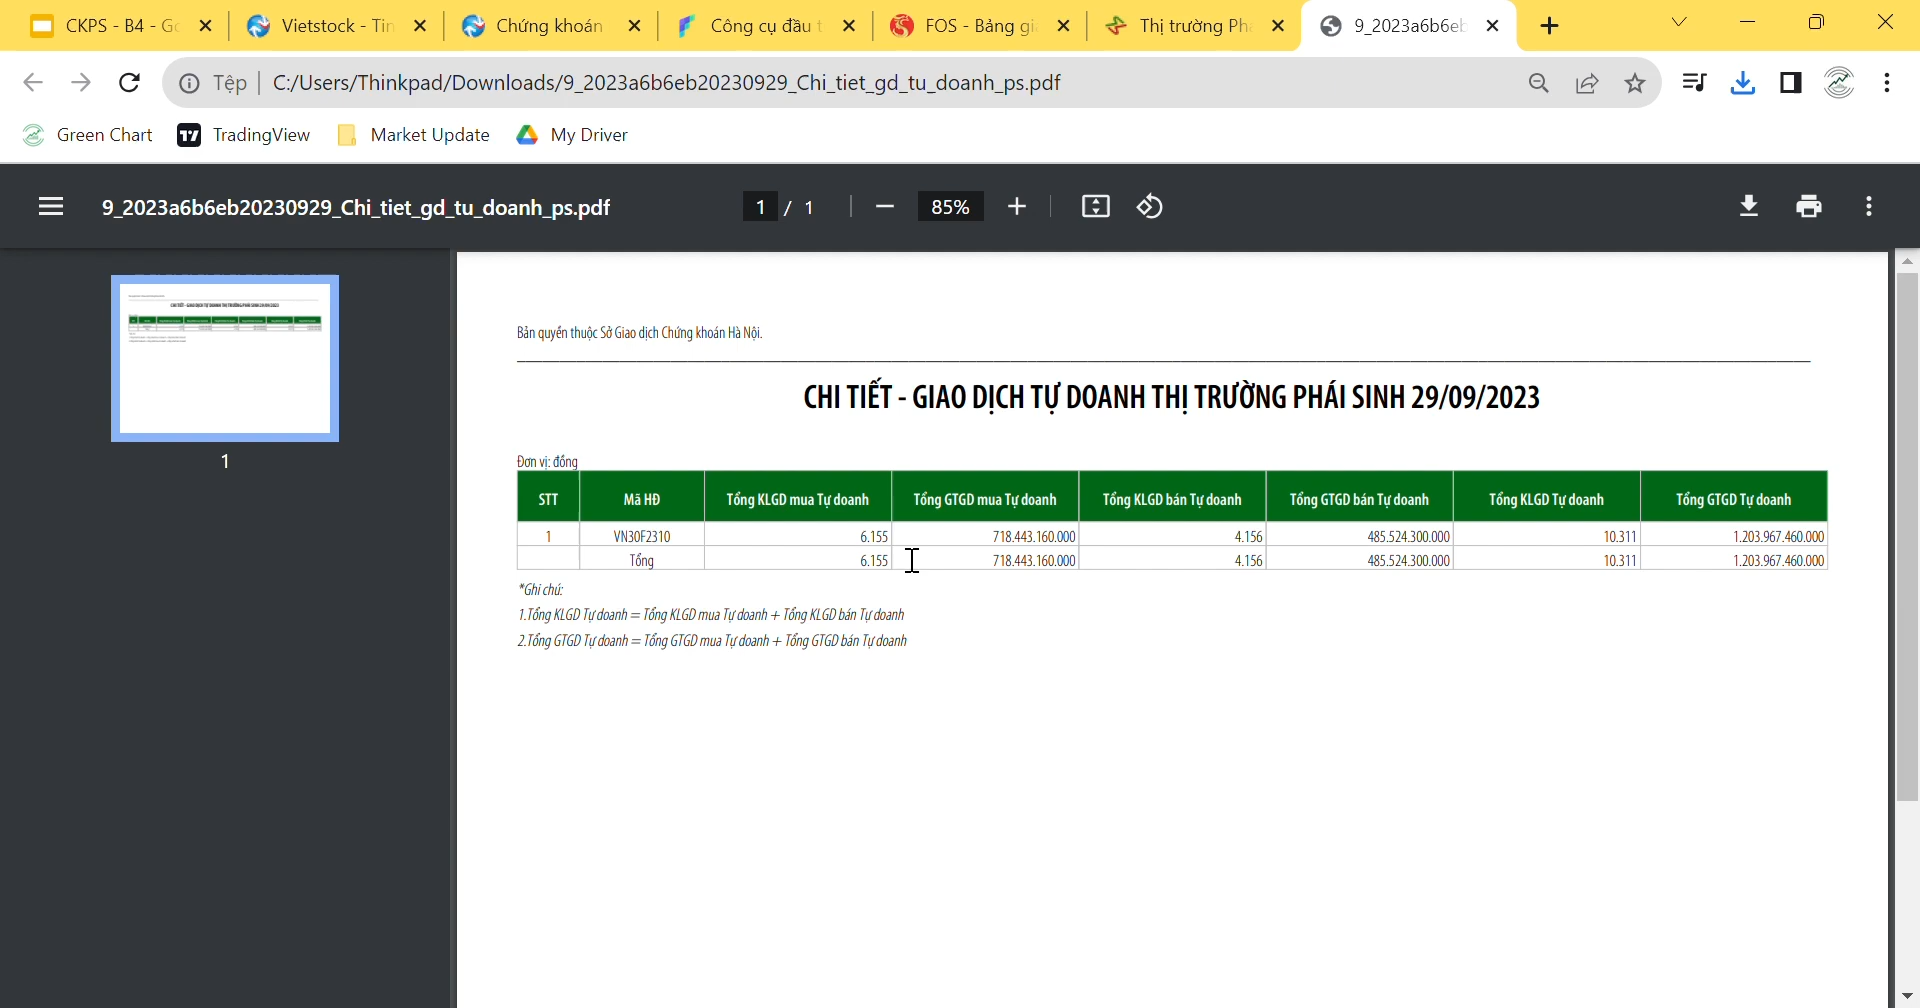 CKPS - B4 - G
Vietstock - Tin
Chứng khoán
Công cụ đầu t
FOS - Bảng gi
Thị trường Ph
9_2023a6b6eb
Tệp C:/Users/Thinkpad/Downloads/9_2023a6b6eb20230929_Chi_tiet_gd_tu_doanh_ps.pdf
Green Chart TradingView Market Update My Driver
9_2023a6b6eb20230929_Chi_tiet_gd_tu_doanh_ps.pdf 1 / 1 85%
1
Bản quyền thuộc Sở Giao dịch Chứng khoán Hà Nội.
CHI TIẾT - GIAO DỊCH TỰ DOANH THỊ TRƯỜNG PHÁI SINH 29/09/2023
Đơn vị: đồng
STT Mã HĐ Tổng KLGD mua Tự doanh Tổng GTGD mua Tự doanh Tổng KLGD bán Tự doanh Tổng GTGD bán Tự doanh Tổng KLGD Tự doanh Tổng GTGD Tự doanh
1 VN30F2310 6.155 718.443.160.000 4.156 485.524.300.000 10.311 1.203.967.460.000
Tổng 6.155 718.443.160.000 4.156 485.524.300.000 10.311 1.203.967.460.000
*Ghi chú:
1.Tổng KLGD Tự doanh = Tổng KLGD mua Tự doanh + Tổng KLGD bán Tự doanh
2.Tổng GTGD Tự doanh = Tổng GTGD mua Tự doanh + Tổng GTGD bán Tự doanh